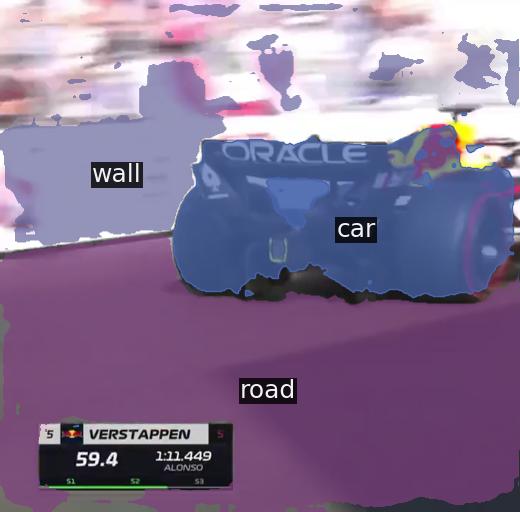 ORACLE
wall
car
road
'5 VERSTAPPEN 5
59.4 1:11.449
ALONSO
S1 S2 S3